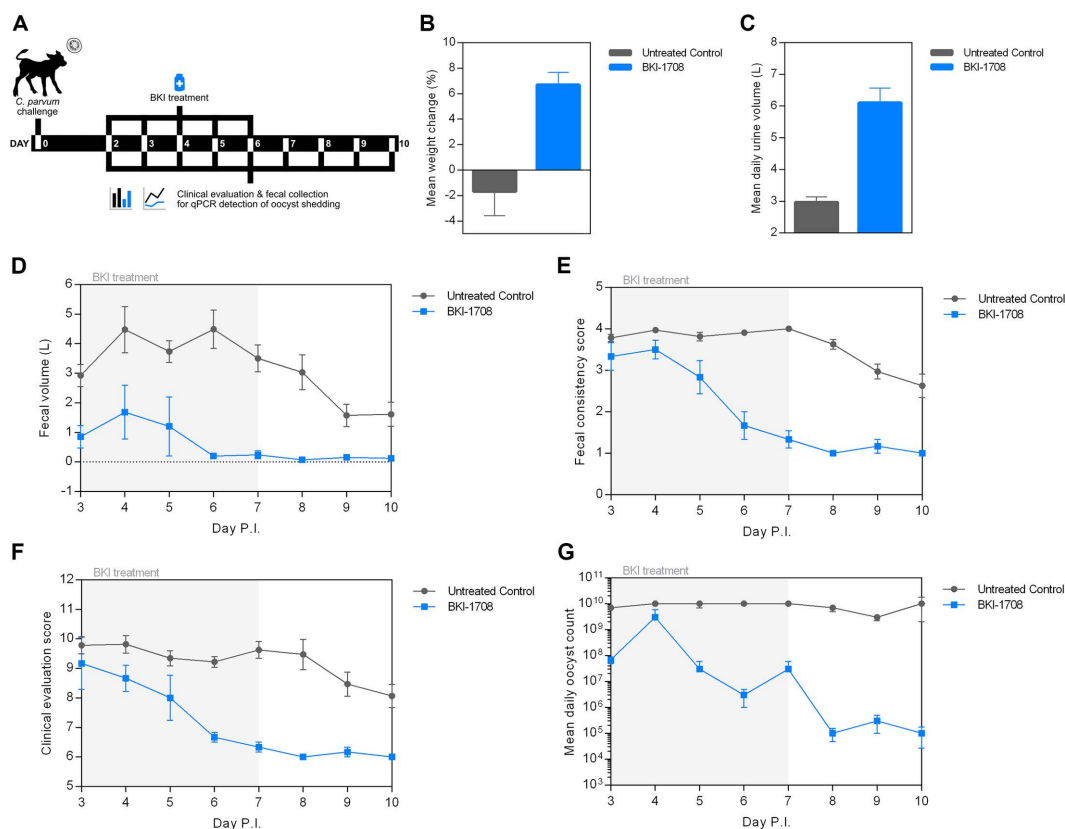 A
C. parvum
challenge
BKI treatment
DAY
0
2
3
4
5
6
7
8
9
10
Clinical evaluation & fecal collection
for qPCR detection of oocyst shedding
B
Mean weight change (%)
10
8
6
4
2
0
-2
-4
Untreated Control
BKI-1708
C
Mean daily urine volume (L)
8
7
6
5
4
3
2
Untreated Control
BKI-1708
D
BKI treatment
Fecal volume (L)
6
5
4
3
2
1
0
-1
3 4 5 6 7 8 9 10
Day P.I.
Untreated Control
BKI-1708
E
BKI treatment
Fecal consistency score
5
4
3
2
1
0
3 4 5 6 7 8 9 10
Day P.I.
Untreated Control
BKI-1708
F
BKI treatment
Clinical evaluation score
12
11
10
9
8
7
6
5
3 4 5 6 7 8 9 10
Day P.I.
Untreated Control
BKI-1708
G
BKI treatment
Mean daily oocyst count
10¹¹
10¹⁰
10⁹
10⁸
10⁷
10⁶
10⁵
10⁴
10³
3 4 5 6 7 8 9 10
Day P.I.
Untreated Control
BKI-1708